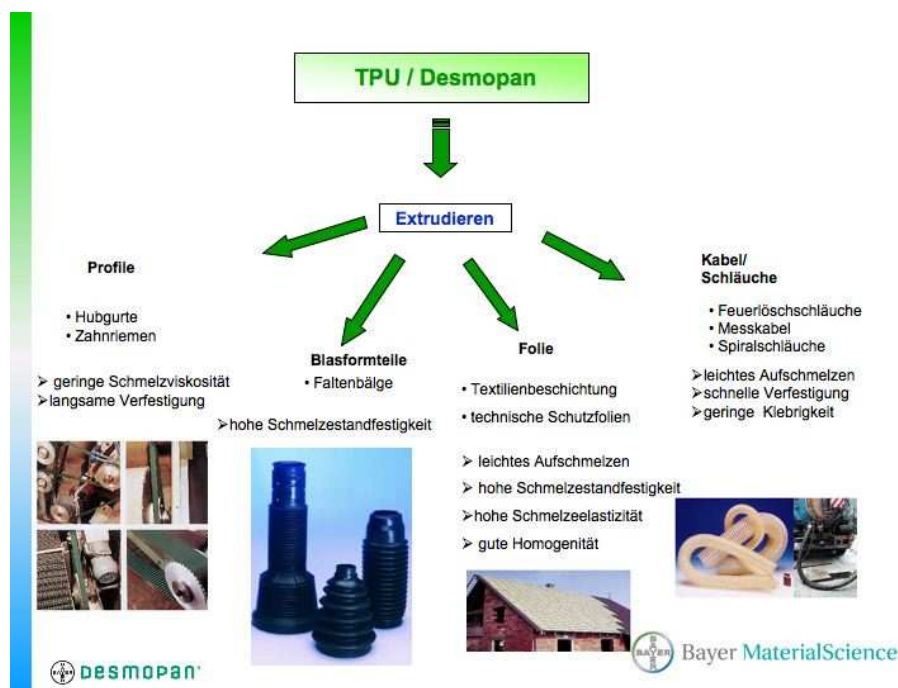 TPU / Desmopan
Extrudieren
Profile
• Hubgurte
• Zahnriemen
➢ geringe Schmelzviskosität
➢langsame Verfestigung
Blasformteile
• Faltenbälge
➢hohe Schmelzestandfestigkeit
Folie
• Textilienbeschichtung
• technische Schutzfolien
➢ leichtes Aufschmelzen
➢ hohe Schmelzestandfestigkeit
➢hohe Schmelzeelastizität
➢ gute Homogenität
Kabel/
Schläuche
• Feuerlöschschläuche
• Messkabel
• Spiralschläuche
➢leichtes Aufschmelzen
➢schnelle Verfestigung
➢geringe Klebrigkeit
BAYER DESMOPAN®
BAYER Bayer MaterialScience